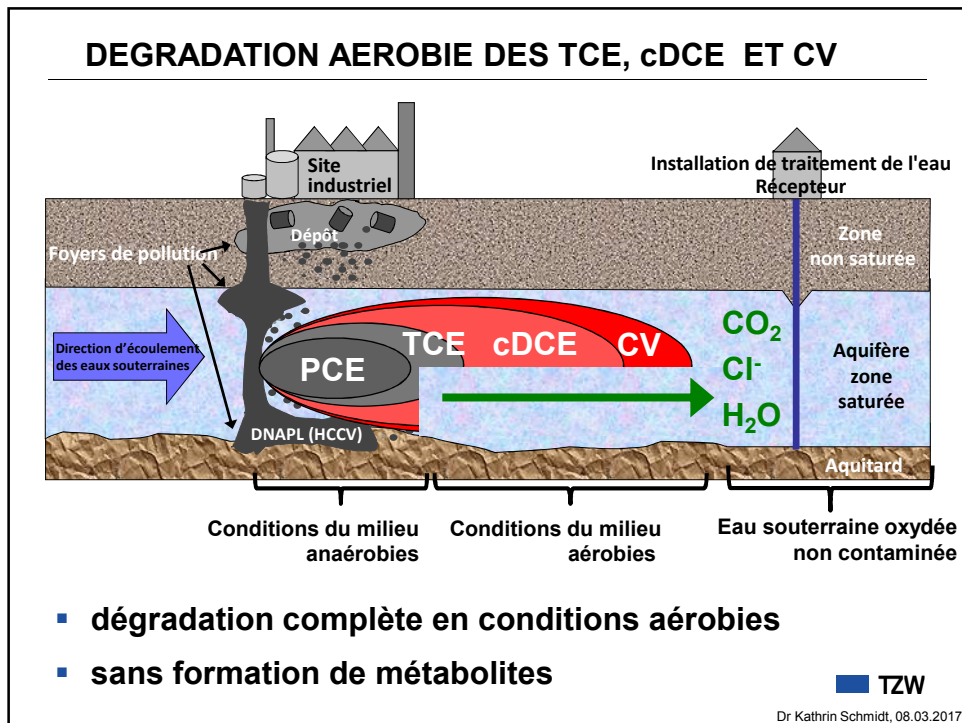 DEGRADATION AEROBIE DES TCE, cDCE ET CV
Site
industriel
Installation de traitement de l'eau
Récepteur
Dépôt
Foyers de pollution
Zone
non saturée
Direction d'écoulement
des eaux souterraines
PCE
TCE
cDCE
CV
CO2
Cl-
H2O
Aquifère
zone
saturée
DNAPL (HCCV)
Aquitard
Conditions du milieu
anaérobies
Conditions du milieu
aérobies
Eau souterraine oxydée
non contaminée
▪ dégradation complète en conditions aérobies
▪ sans formation de métabolites
TZW
Dr Kathrin Schmidt, 08.03.2017